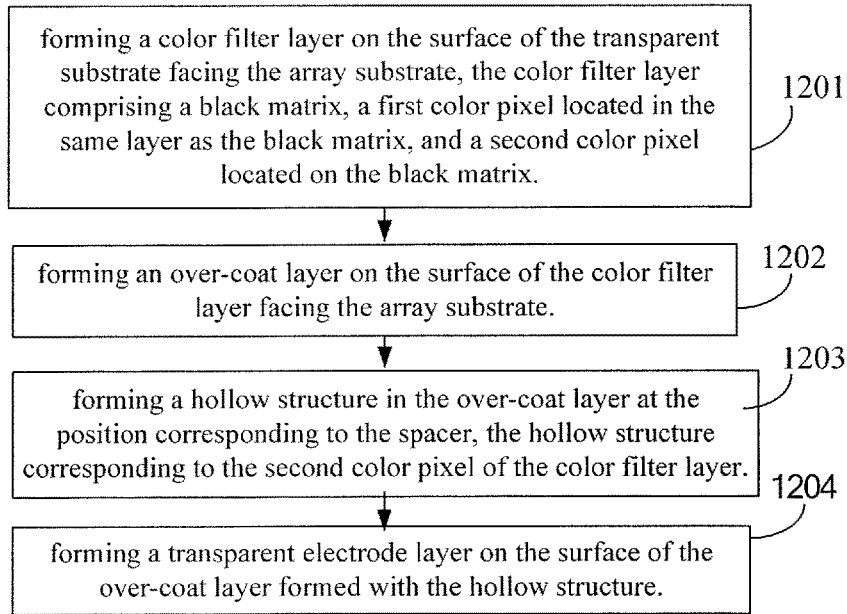 forming a color filter layer on the surface of the transparent
substrate facing the array substrate, the color filter layer
comprising a black matrix, a first color pixel located in the
same layer as the black matrix, and a second color pixel
located on the black matrix.
1201
forming an over-coat layer on the surface of the color filter
layer facing the array substrate.
1202
forming a hollow structure in the over-coat layer at the
position corresponding to the spacer, the hollow structure
corresponding to the second color pixel of the color filter layer.
1203
forming a transparent electrode layer on the surface of the
over-coat layer formed with the hollow structure.
1204